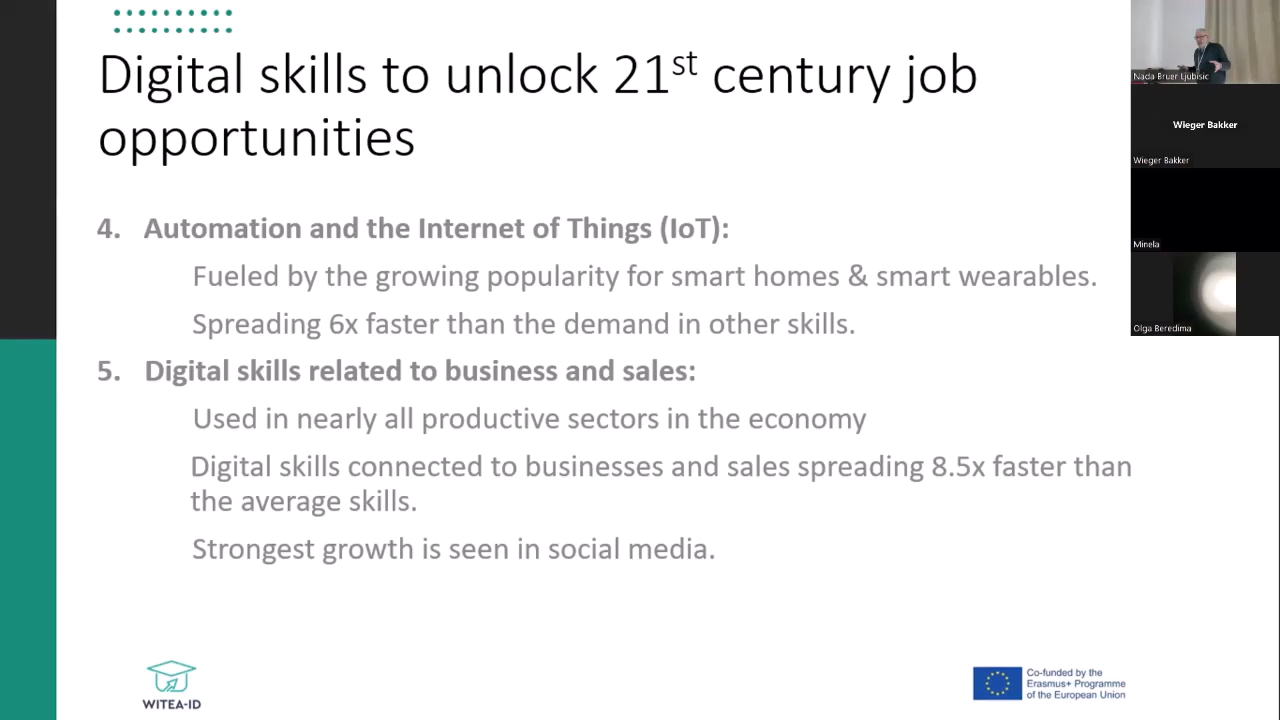 Digital skills to unlock 21st century job
opportunities
4. Automation and the Internet of Things (IoT):
Fueled by the growing popularity for smart homes & smart wearables.
Spreading 6x faster than the demand in other skills.
5. Digital skills related to business and sales:
Used in nearly all productive sectors in the economy
Digital skills connected to businesses and sales spreading 8.5x faster than
the average skills.
Strongest growth is seen in social media.
WITEA-ID
Co-funded by the
Erasmus+ Programme
of the European Union
Nada Bruer Ljubisic
Wieger Bakker
Wieger Bakker
Minela
Olga Beredima